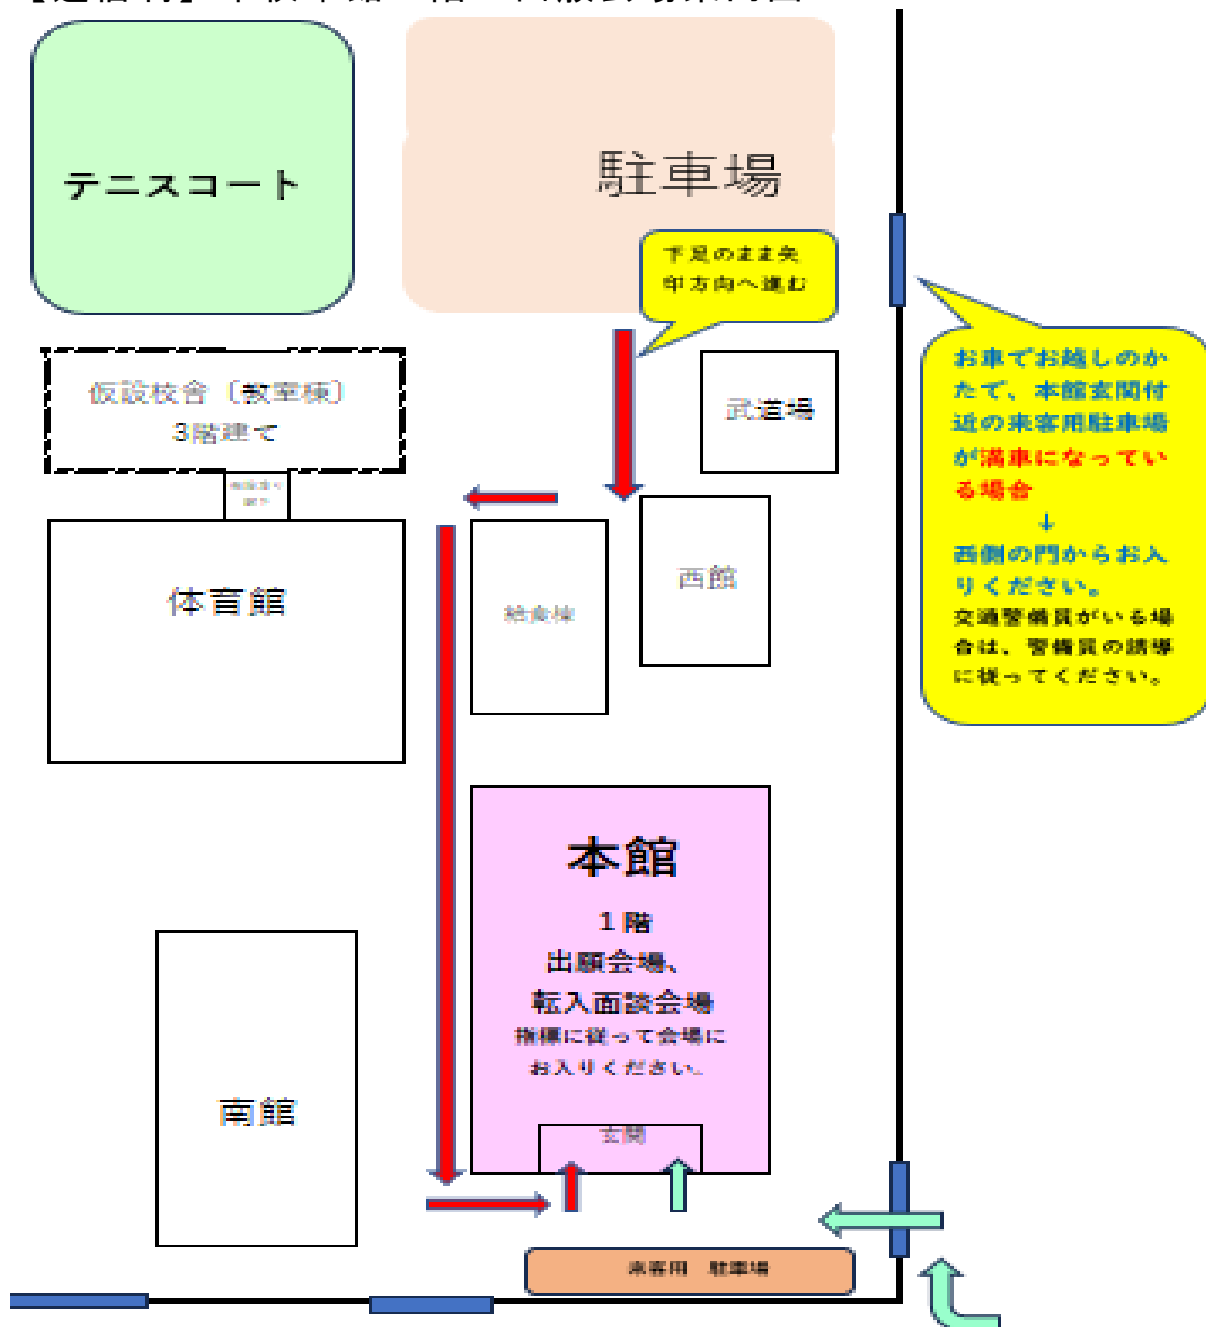 テニスコート
駐車場
下足のまま矢
印方向へ進む
お車でお越しのか
たで、本館玄関付
近の来客用駐車場
が満車になってい
る場合
↓
西側の門からお入
りください。
交通警備員がいる場
合は、警備員の誘導
に従ってください。
仮設校舎（教室棟）
3階建て
武道場
体育館
給食棟
西館
本館
1階
出願会場、
転入面談会場
指標に従って会場に
お入りください。
玄関
南館
来客用 駐車場